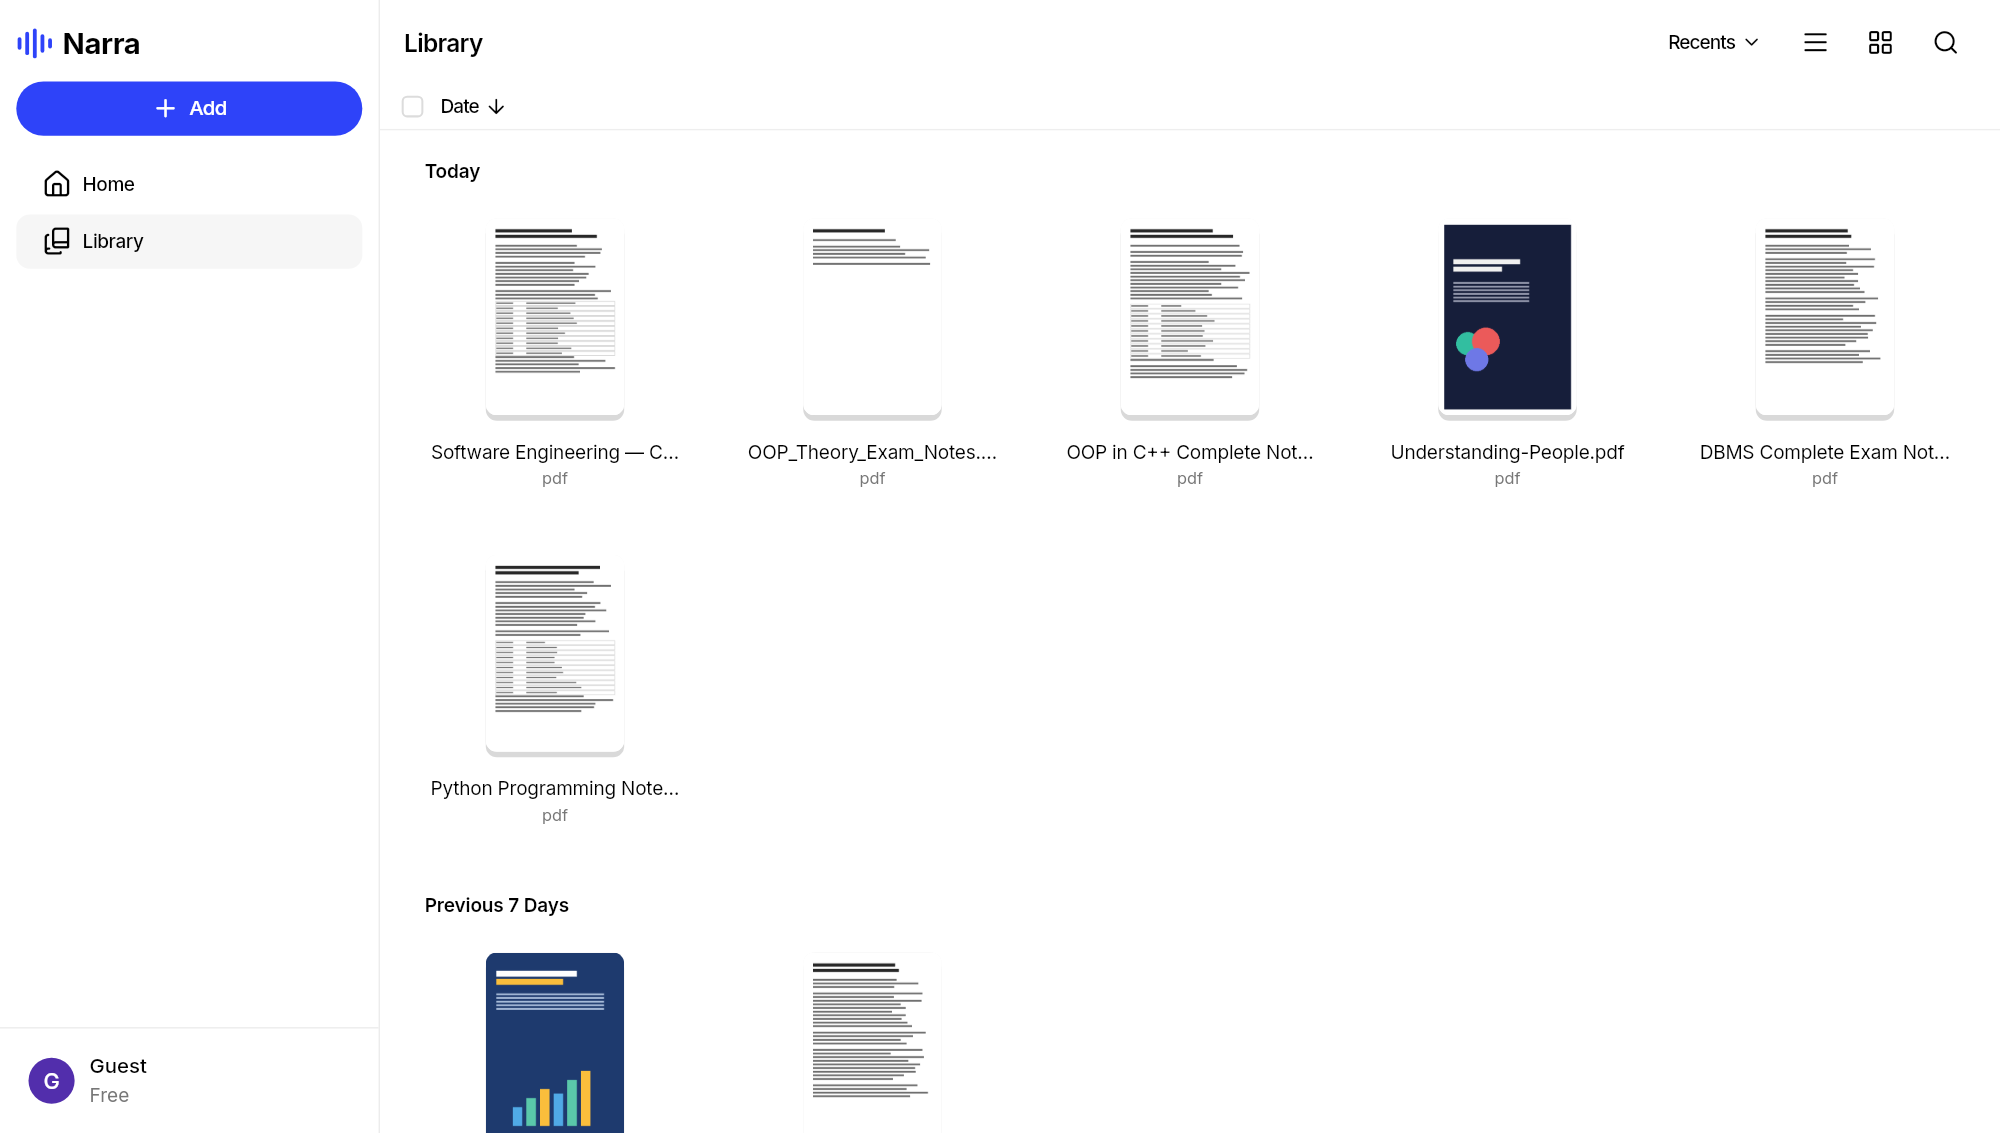 Narra
Add
Home
Library
Guest
Free
G
Library
Recents
Date
Today
Software Engineering — C...
pdf
OOP_Theory_Exam_Notes....
pdf
OOP in C++ Complete Not...
pdf
Understanding-People.pdf
pdf
DBMS Complete Exam Not...
pdf
Python Programming Note...
pdf
Previous 7 Days